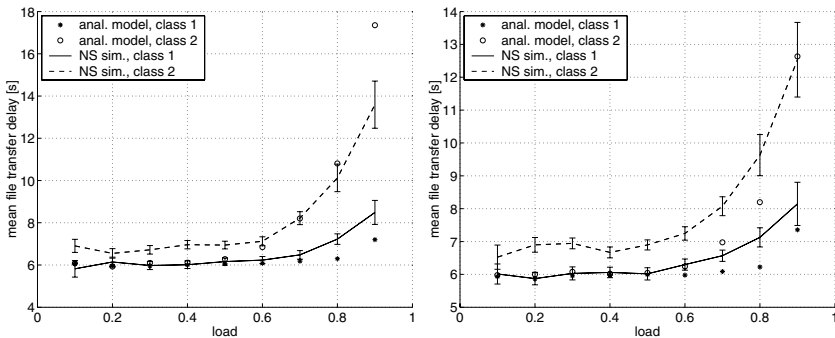 18
16
14
12
10
8
6
4
0
0.2
0.4
0.6
0.8
1
load
mean file transfer delay [s]
anal. model, class 1
anal. model, class 2
NS sim., class 1
NS sim., class 2
14
13
12
11
10
9
8
7
6
5
0
0.2
0.4
0.6
0.8
1
load
mean file transfer delay [s]
anal. model, class 1
anal. model, class 2
NS sim., class 1
NS sim., class 2